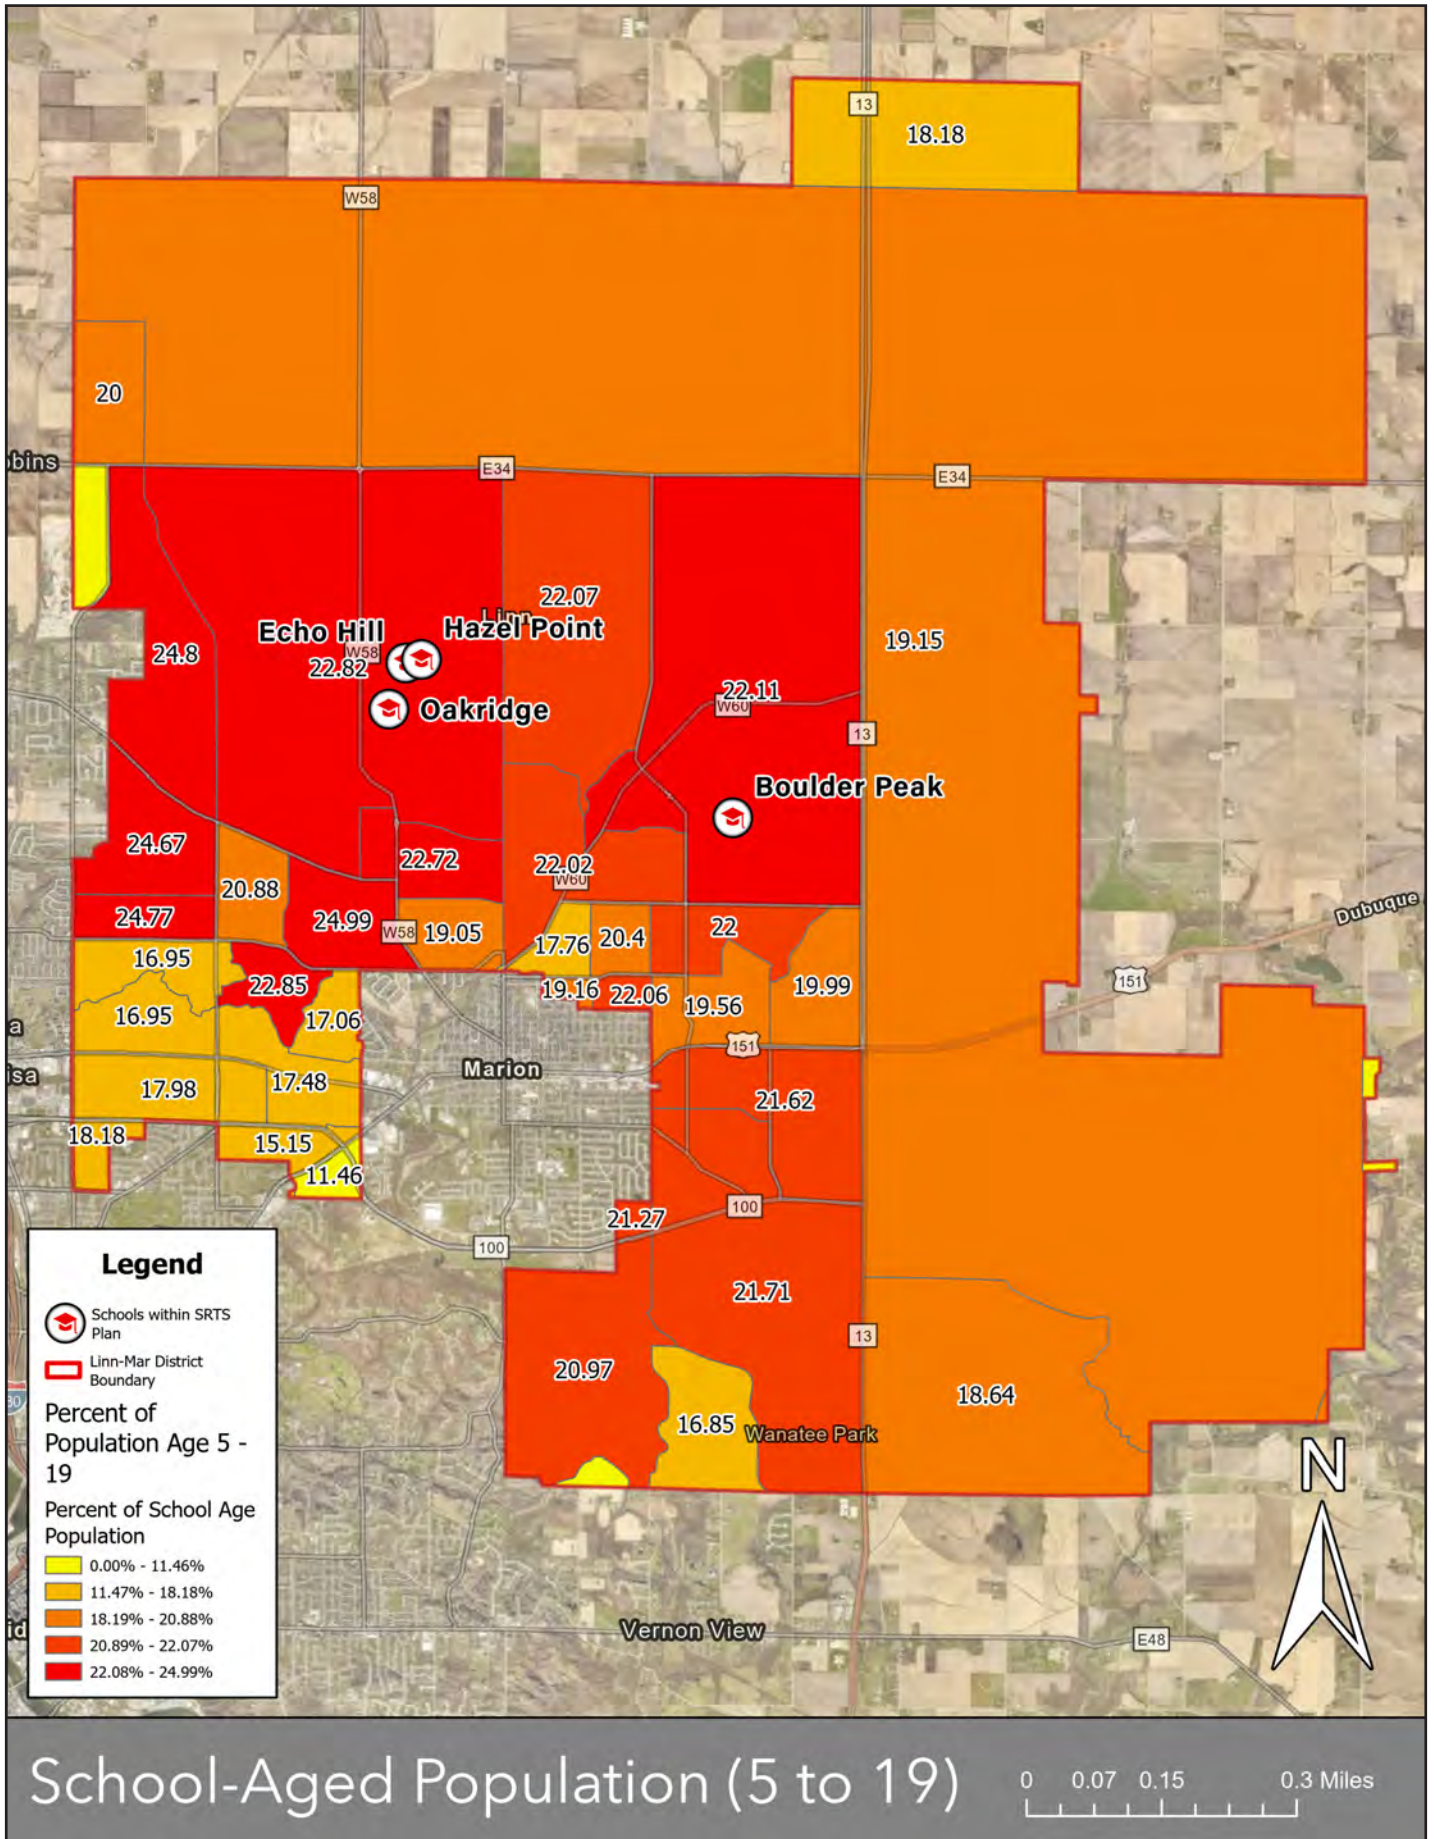 13
18.18
W58
20
bins
E34
E34
22.07
Linn
Echo Hill
Hazel Point
W58
22.82
24.8
19.15
Oakridge
22.11
W60
13
Boulder Peak
24.67
22.72
22.02
W60
20.88
24.77
24.99
W58
19.05
17.76
20.4
22
Dubuque
16.95
22.85
19.16
22.06
19.56
19.99
151
16.95
17.06
a
151
isa
Marion
17.98
17.48
21.62
18.18
15.15
11.46
100
21.27
100
21.71
13
20.97
18.64
16.85
Wanatee Park
Legend
Schools within SRTS
Plan
Linn-Mar District
Boundary
80
Percent of
Population Age 5 -
19
Percent of School Age
Population
0.00% - 11.46%
11.47% - 18.18%
18.19% - 20.88%
20.89% - 22.07%
22.08% - 24.99%
N
id
Vernon View
E48
School-Aged Population (5 to 19)
0 0.07 0.15 0.3 Miles